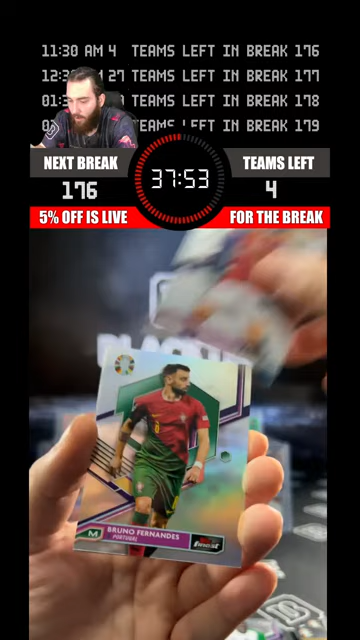 11:30 AM 4 TEAMS LEFT IN BREAK 176
27 TEAMS LEFT IN BREAK 177
TEAMS LEFT IN BREAK 178
TEAMS LEFT IN BREAK 179
NEXT BREAK
176
37:53
TEAMS LEFT
4
5% OFF IS LIVE
FOR THE BREAK
M
BRUNO FERNANDES
PORTUGAL
finest